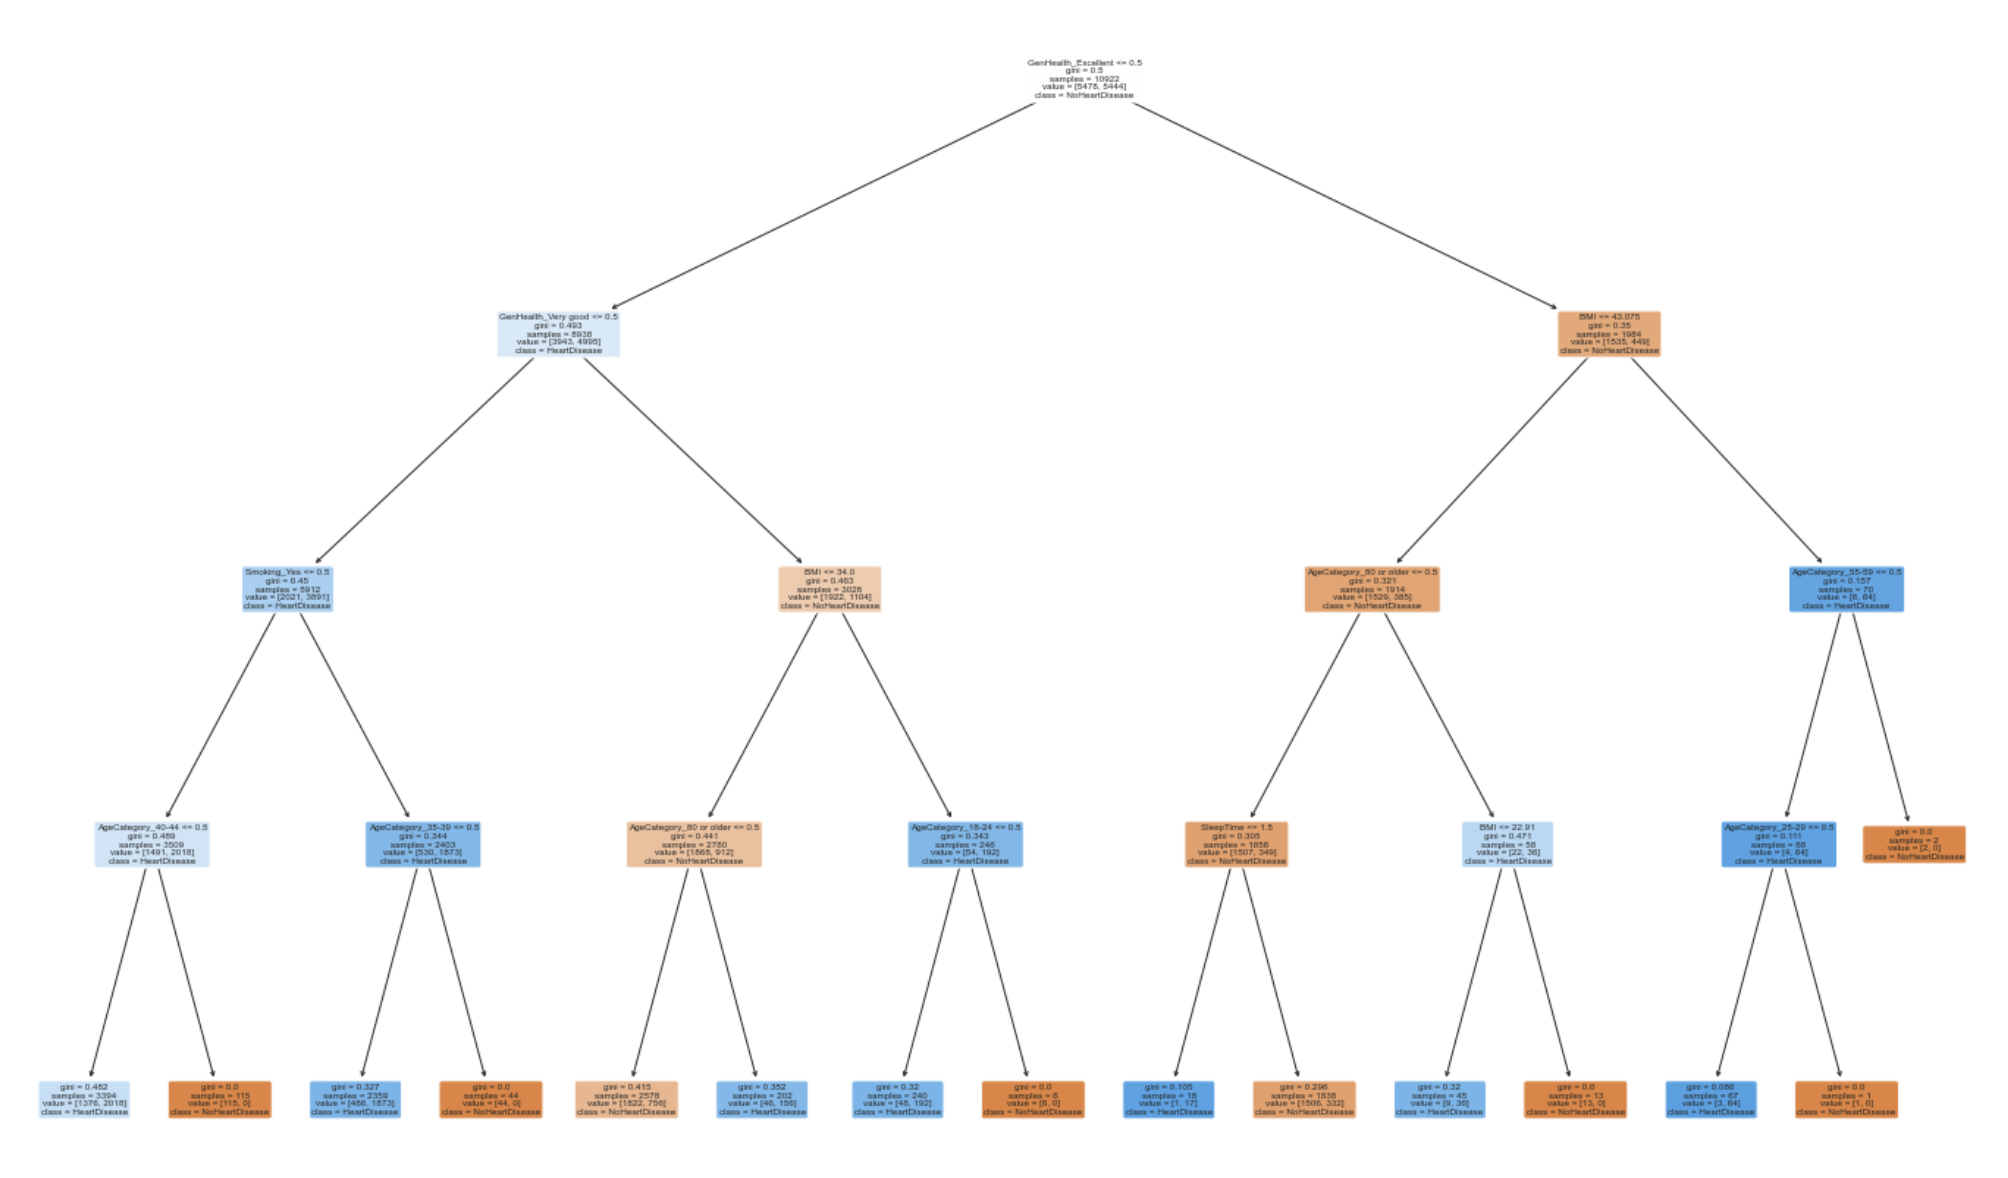 GenHealth_Excellent <= 0.5
gini = 0.5
samples = 10922
value = [5478, 5444]
class = NoHeartDisease
GenHealth_Very good <= 0.5
gini = 0.493
samples = 8938
value = [3943, 4995]
class = HeartDisease
BMI <= 43.075
gini = 0.35
samples = 1984
value = [1535, 449]
class = NoHeartDisease
Smoking_Yes <= 0.5
gini = 0.45
samples = 5912
value = [2021, 3891]
class = HeartDisease
BMI <= 34.0
gini = 0.463
samples = 3026
value = [1922, 1104]
class = NoHeartDisease
AgeCategory_80 or older <= 0.5
gini = 0.321
samples = 1914
value = [1529, 385]
class = NoHeartDisease
AgeCategory_55-59 <= 0.5
gini = 0.157
samples = 70
value = [6, 64]
class = HeartDisease
AgeCategory_40-44 <= 0.5
gini = 0.489
samples = 3509
value = [1491, 2018]
class = HeartDisease
AgeCategory_35-39 <= 0.5
gini = 0.344
samples = 2403
value = [530, 1873]
class = HeartDisease
AgeCategory_80 or older <= 0.5
gini = 0.441
samples = 2780
value = [1868, 912]
class = NoHeartDisease
AgeCategory_18-24 <= 0.5
gini = 0.343
samples = 246
value = [54, 192]
class = HeartDisease
SleepTime <= 1.5
gini = 0.305
samples = 1856
value = [1507, 349]
class = NoHeartDisease
BMI <= 22.91
gini = 0.471
samples = 58
value = [22, 36]
class = HeartDisease
AgeCategory_25-29 <= 0.5
gini = 0.111
samples = 68
value = [4, 64]
class = HeartDisease
gini = 0.0
samples = 2
value = [2, 0]
class = NoHeartDisease
gini = 0.482
samples = 3394
value = [1376, 2018]
class = HeartDisease
gini = 0.0
samples = 115
value = [115, 0]
class = NoHeartDisease
gini = 0.327
samples = 2359
value = [486, 1873]
class = HeartDisease
gini = 0.0
samples = 44
value = [44, 0]
class = NoHeartDisease
gini = 0.415
samples = 2578
value = [1822, 756]
class = NoHeartDisease
gini = 0.352
samples = 202
value = [46, 156]
class = HeartDisease
gini = 0.32
samples = 240
value = [48, 192]
class = HeartDisease
gini = 0.0
samples = 6
value = [6, 0]
class = NoHeartDisease
gini = 0.105
samples = 18
value = [1, 17]
class = HeartDisease
gini = 0.296
samples = 1838
value = [1506, 332]
class = NoHeartDisease
gini = 0.32
samples = 45
value = [9, 36]
class = HeartDisease
gini = 0.0
samples = 13
value = [13, 0]
class = NoHeartDisease
gini = 0.086
samples = 67
value = [3, 64]
class = HeartDisease
gini = 0.0
samples = 1
value = [1, 0]
class = NoHeartDisease